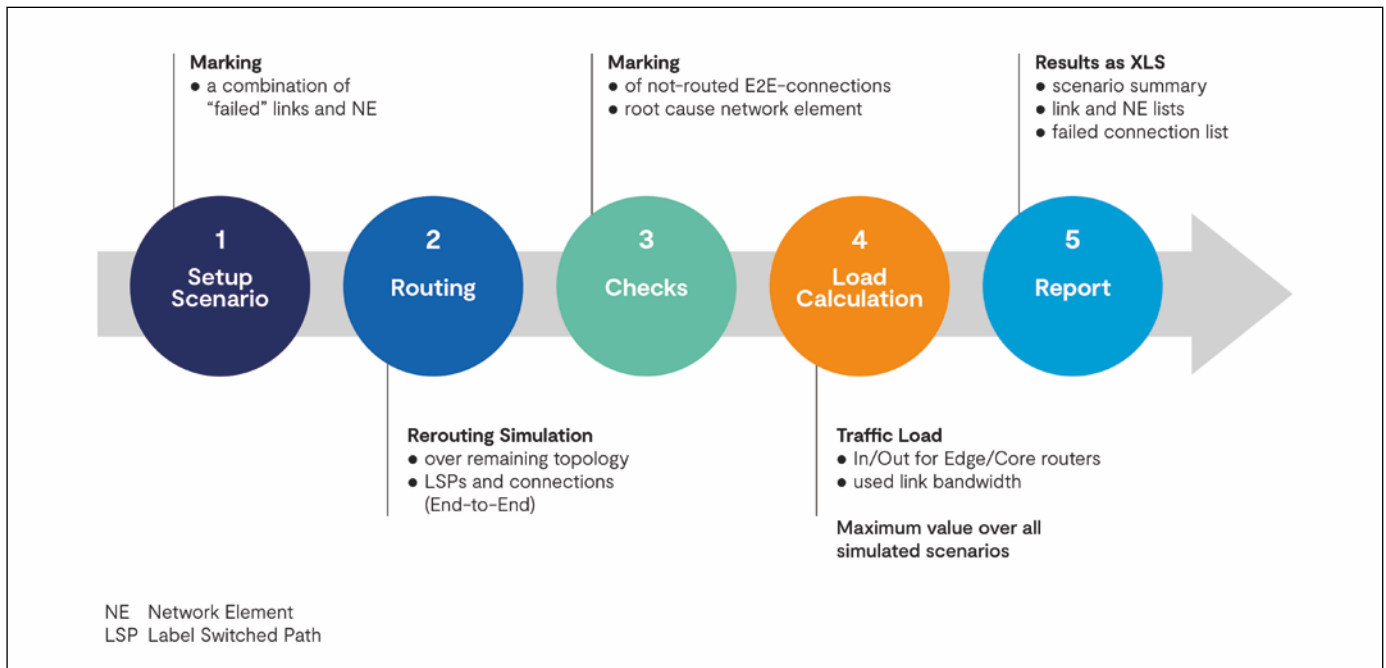 Marking
● a combination of
“failed” links and NE
Marking
● of not-routed E2E-connections
● root cause network element
Results as XLS
● scenario summary
● link and NE lists
● failed connection list
1
Setup
Scenario
2
Routing
3
Checks
4
Load
Calculation
5
Report
Rerouting Simulation
● over remaining topology
● LSPs and connections
(End-to-End)
Traffic Load
● In/Out for Edge/Core routers
● used link bandwidth
Maximum value over all
simulated scenarios
NE Network Element
LSP Label Switched Path